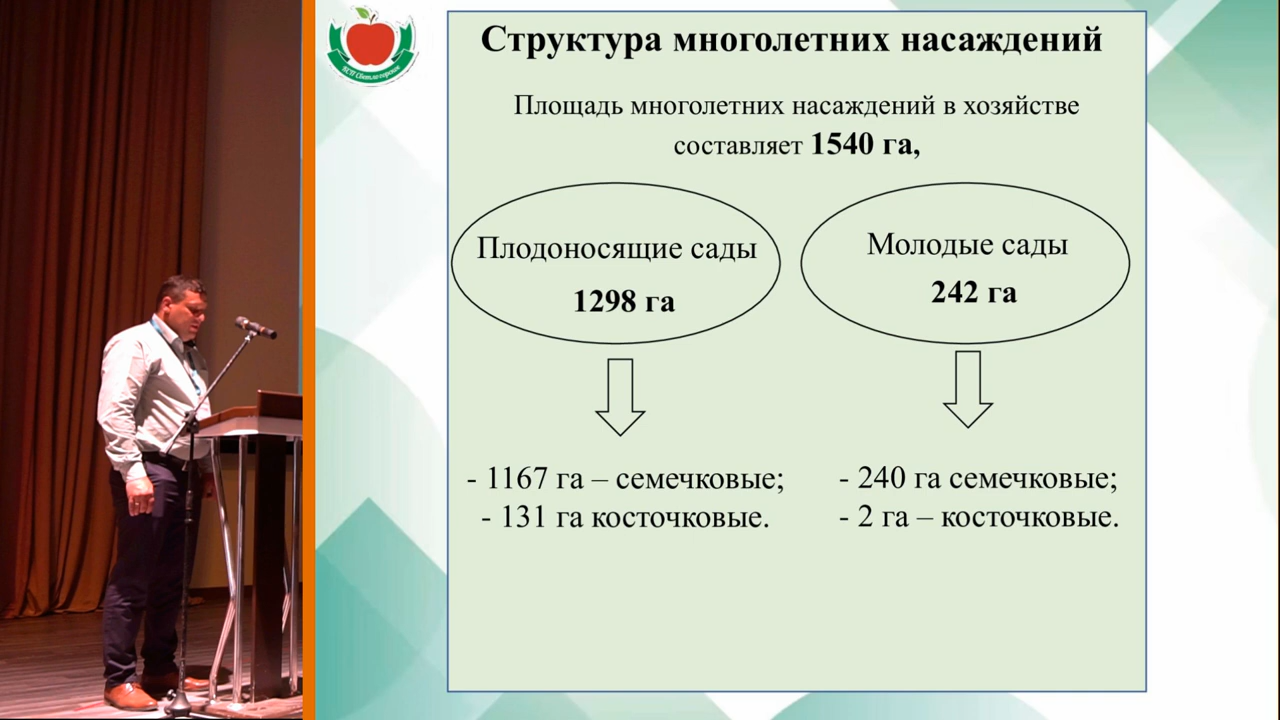 Структура многолетних насаждений
Площадь многолетних насаждений в хозяйстве
составляет 1540 га,
Плодоносящие сады
1298 га
Молодые сады
242 га
- 1167 га – семечковые;
- 131 га косточковые.
- 240 га семечковые;
- 2 га – косточковые.